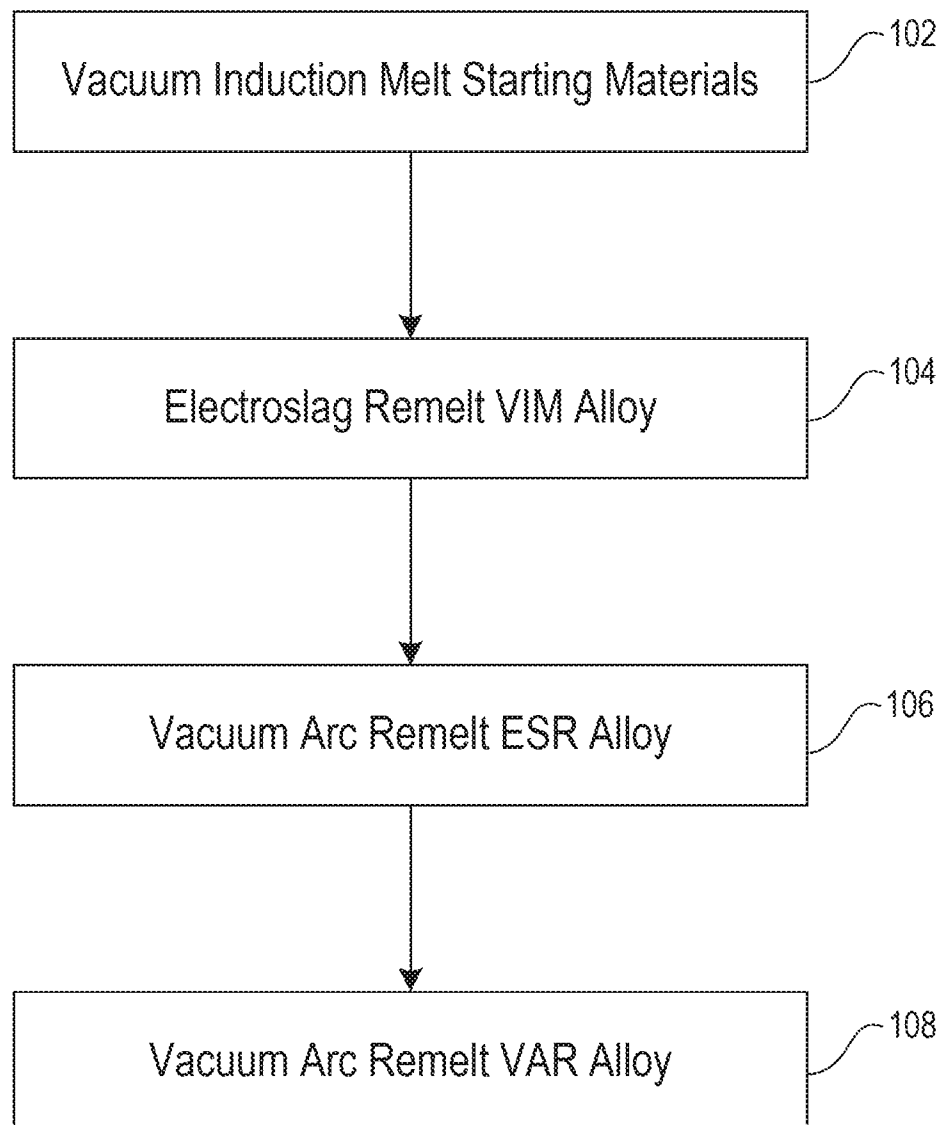 Vacuum Induction Melt Starting Materials
102
Electroslag Remelt VIM Alloy
104
Vacuum Arc Remelt ESR Alloy
106
Vacuum Arc Remelt VAR Alloy
108